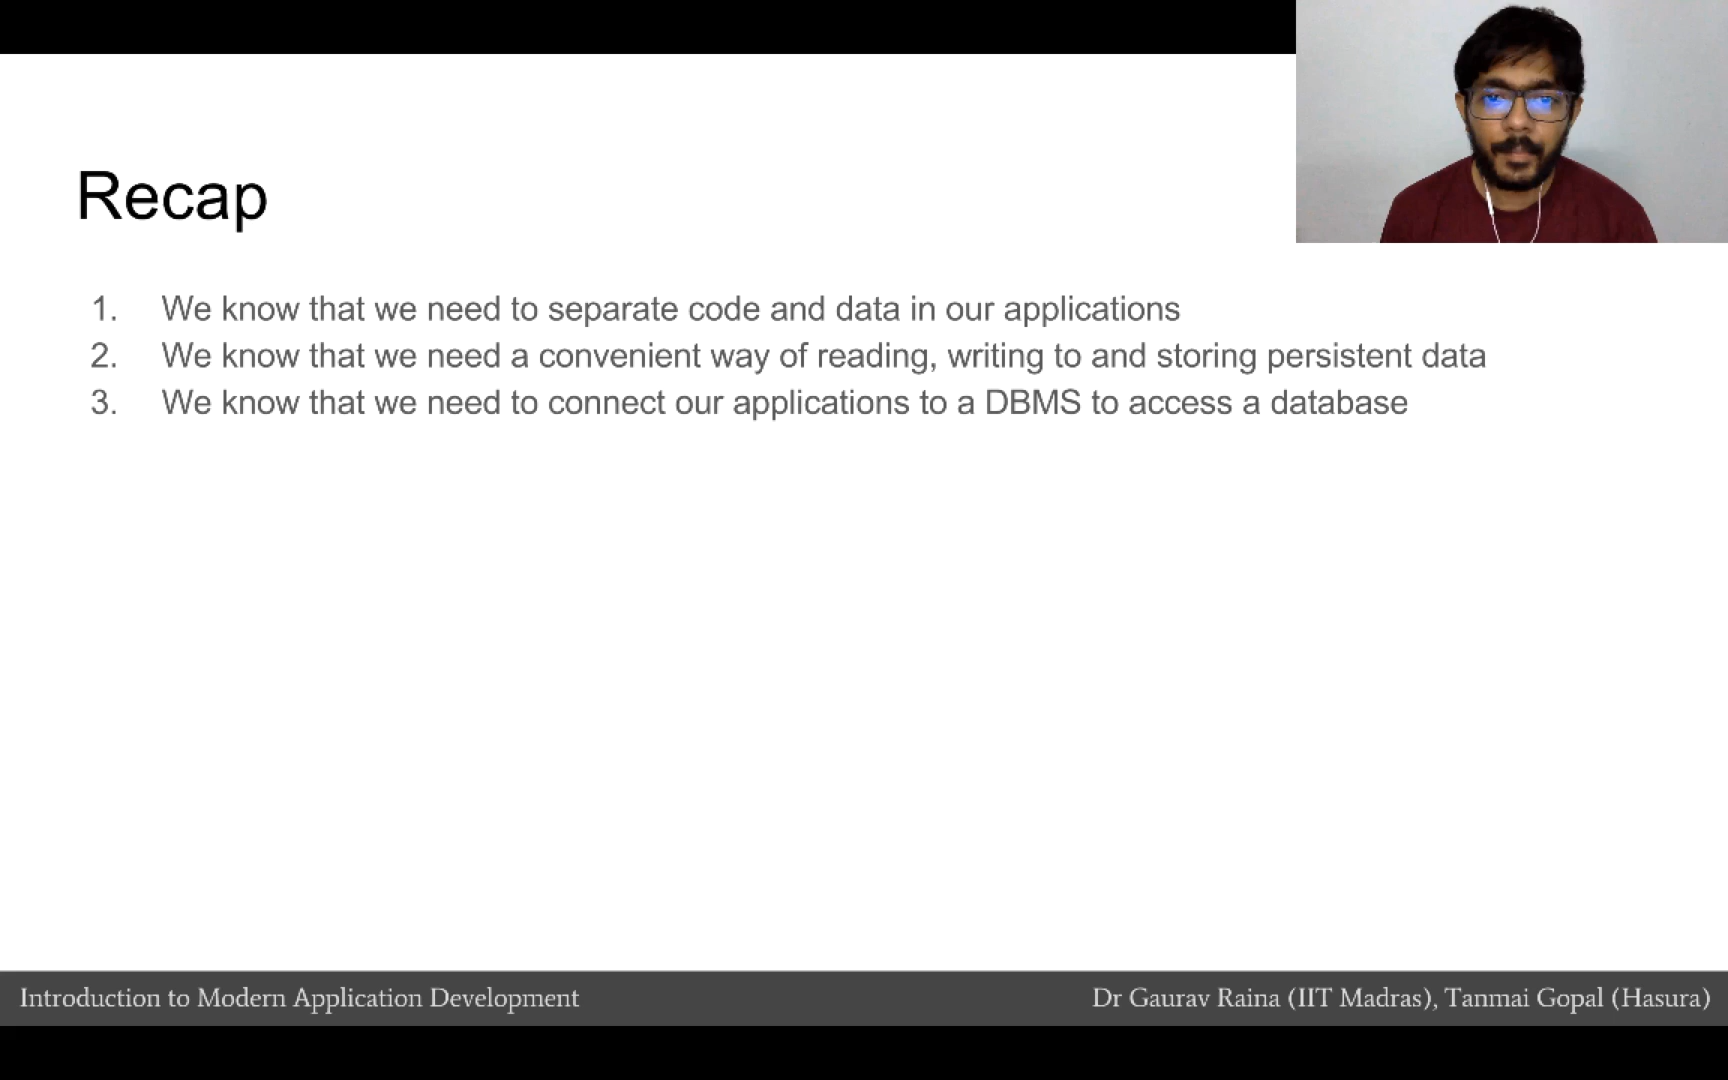 Recap
1. We know that we need to separate code and data in our applications
2. We know that we need a convenient way of reading, writing to and storing persistent data
3. We know that we need to connect our applications to a DBMS to access a database
Introduction to Modern Application Development
Dr Gaurav Raina (IIT Madras), Tanmai Gopal (Hasura)